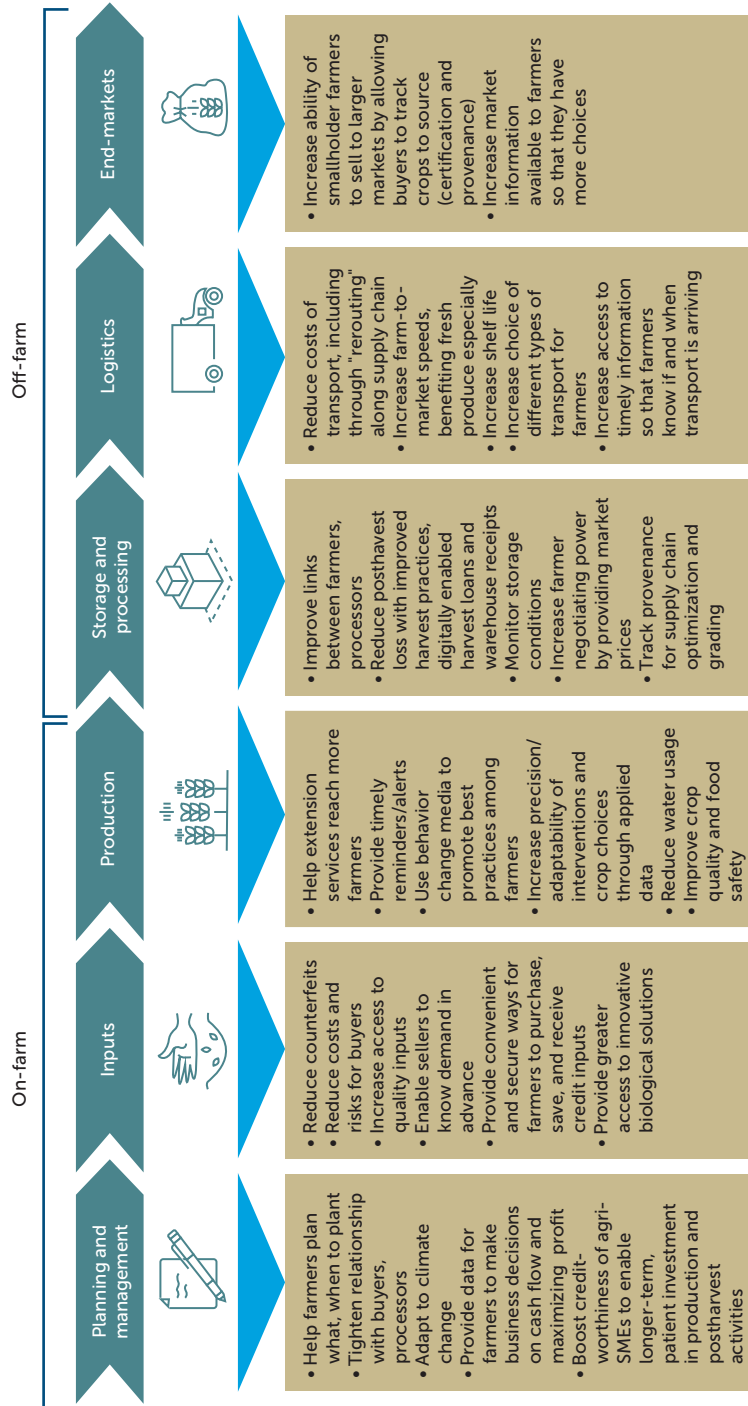 On-farm
Off-farm
Planning and
management
• Help farmers plan
what, when to plant
• Tighten relationship
with buyers,
processors
• Adapt to climate
change
• Provide data for
farmers to make
business decisions
on cash flow and
maximizing profit
• Boost credit-
worthiness of agri-
SMEs to enable
longer-term,
patient investment
in production and
postharvest
activities
Inputs
• Reduce counterfeits
• Reduce costs and
risks for buyers
• Increase access to
quality inputs
• Enable sellers to
know demand in
advance
• Provide convenient
and secure ways for
farmers to purchase,
save, and receive
credit inputs
• Provide greater
access to innovative
biological solutions
Production
• Help extension
services reach more
farmers
• Provide timely
reminders/alerts
• Use behavior
change media to
promote best
practices among
farmers
• Increase precision/
adaptability of
interventions and
crop choices
through applied
data
• Reduce water usage
• Improve crop
quality and food
safety
Storage and
processing
• Improve links
between farmers,
processors
• Reduce posthavest
loss with improved
harvest practices,
digitally enabled
harvest loans and
warehouse receipts
• Monitor storage
conditions
• Increase farmer
negotiating power
by providing market
prices
• Track provenance
for supply chain
optimization and
grading
Logistics
• Reduce costs of
transport, including
through "rerouting"
along supply chain
• Increase farm-to-
market speeds,
benefiting fresh
produce especially
• Increase shelf life
• Increase choice of
different types of
transport for
farmers
• Increase access to
timely information
so that farmers
know if and when
transport is arriving
End-markets
• Increase ability of
smallholder farmers
to sell to larger
markets by allowing
buyers to track
crops to source
(certification and
provenance)
• Increase market
information
available to farmers
so that they have
more choices